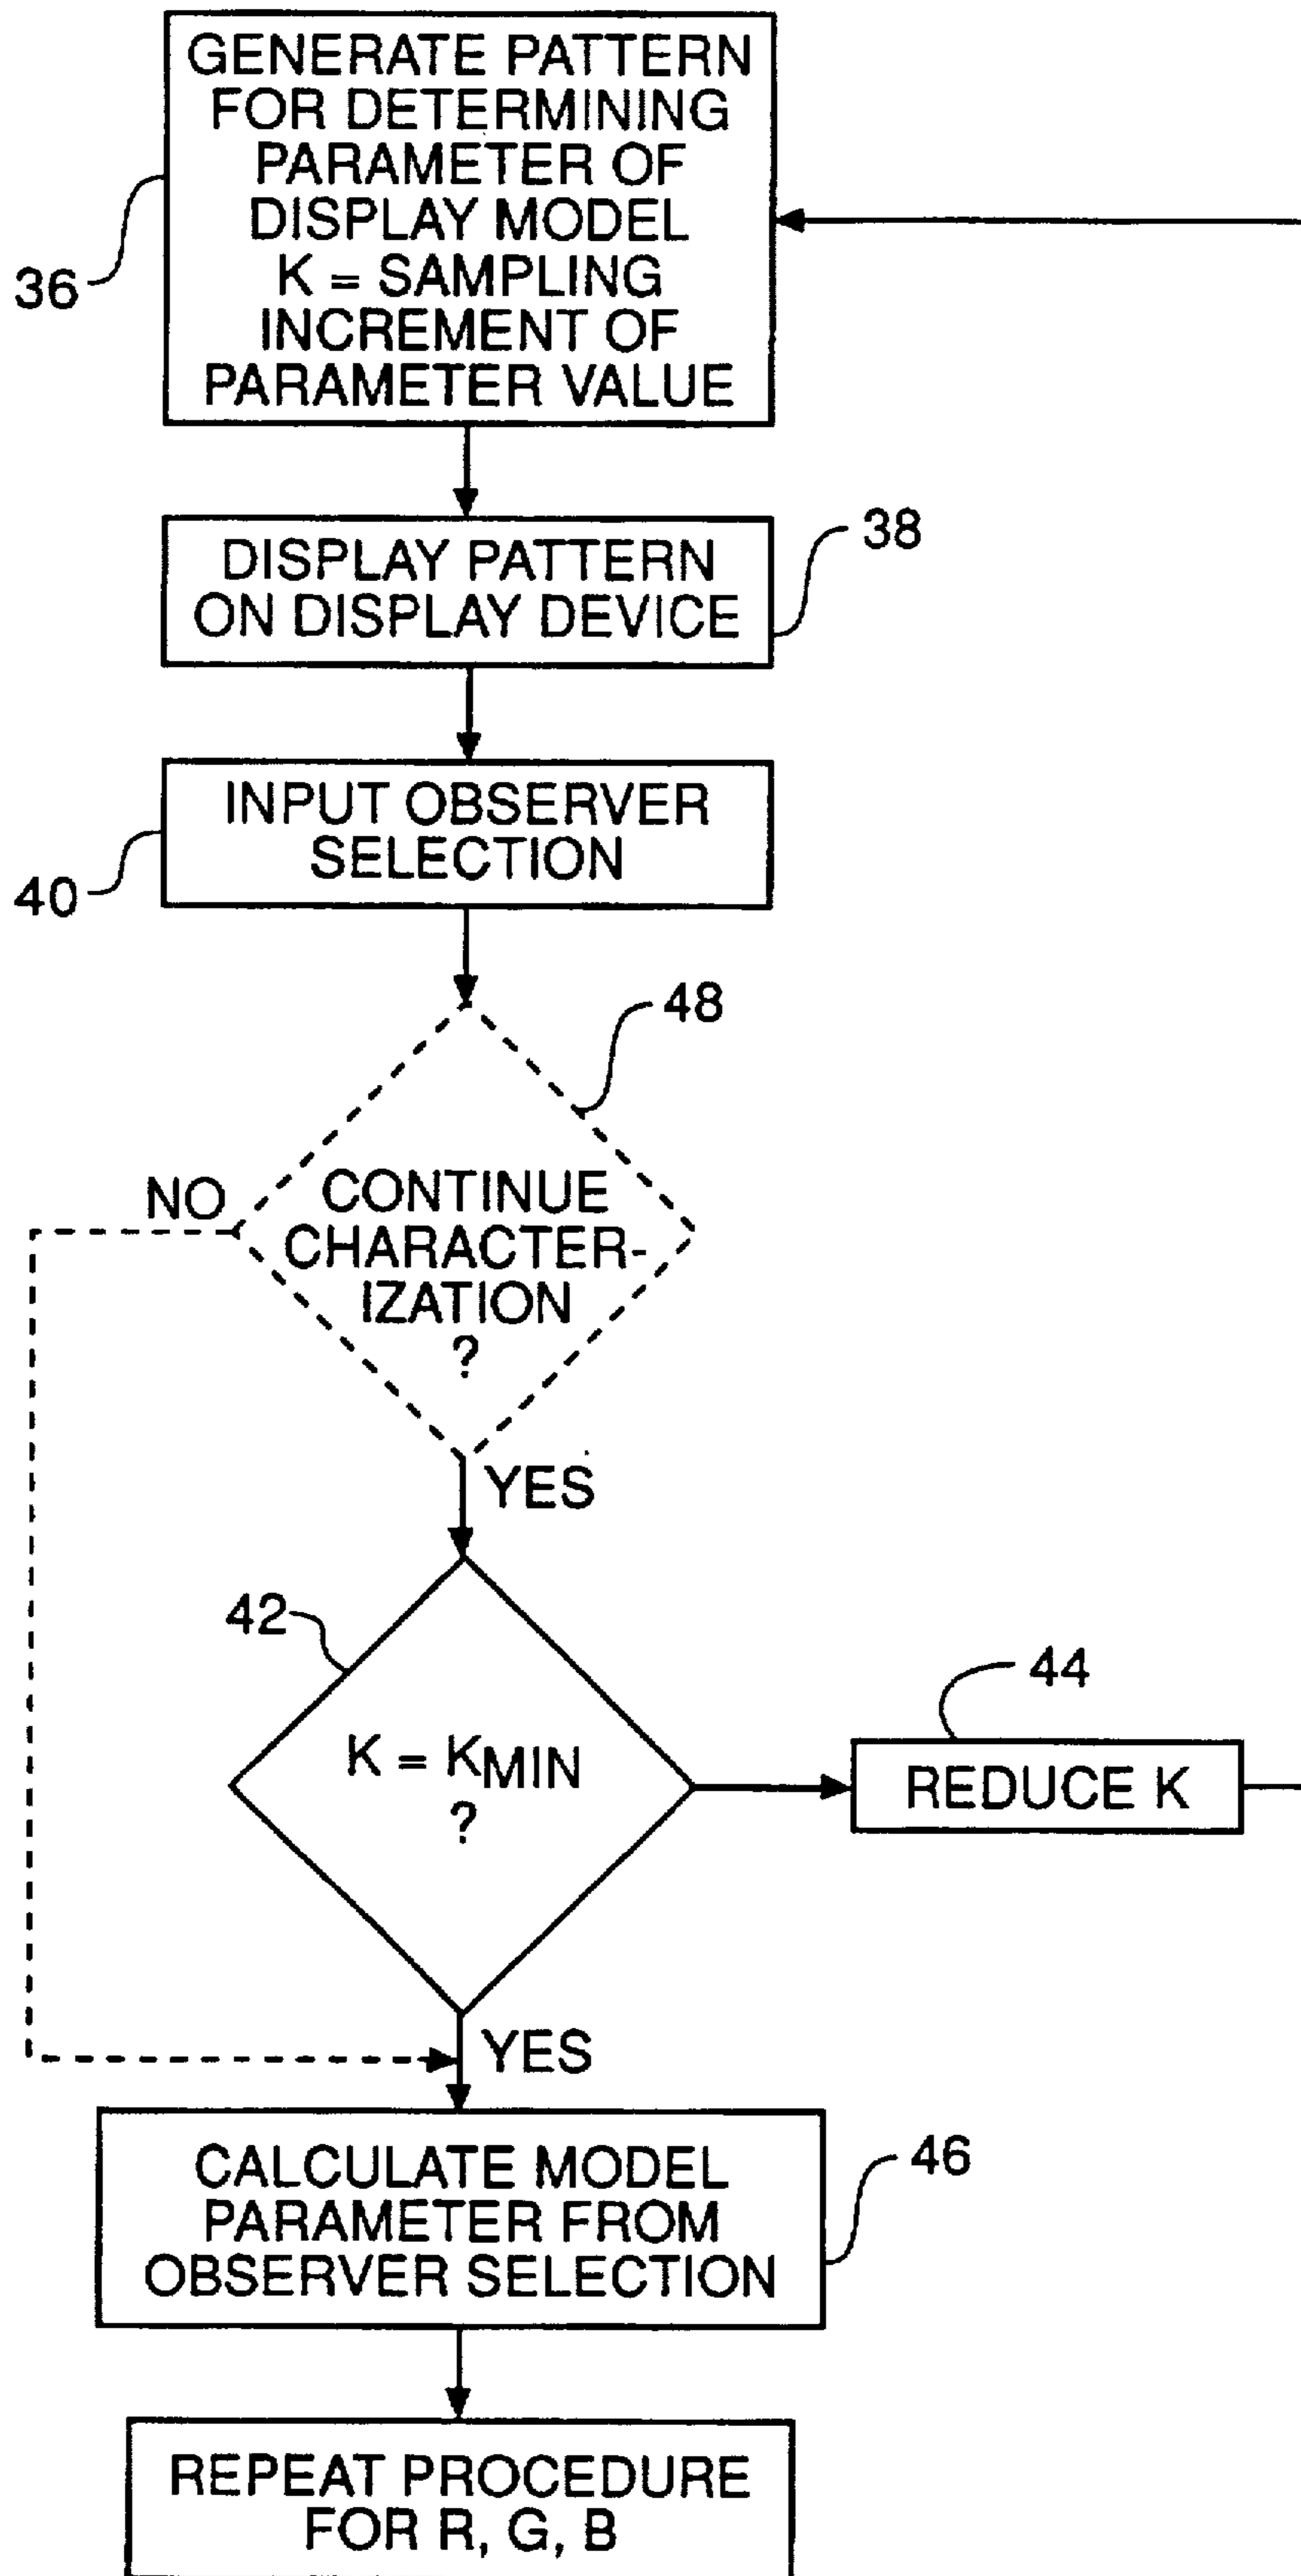 GENERATE PATTERN
FOR DETERMINING
PARAMETER OF
DISPLAY MODEL
K = SAMPLING
INCREMENT OF
PARAMETER VALUE
36
DISPLAY PATTERN
ON DISPLAY DEVICE
38
INPUT OBSERVER
SELECTION
40
48
NO
CONTINUE
CHARACTER-
IZATION
?
YES
42
K = KMIN
?
44
REDUCE K
YES
CALCULATE MODEL
PARAMETER FROM
OBSERVER SELECTION
46
REPEAT PROCEDURE
FOR R, G, B